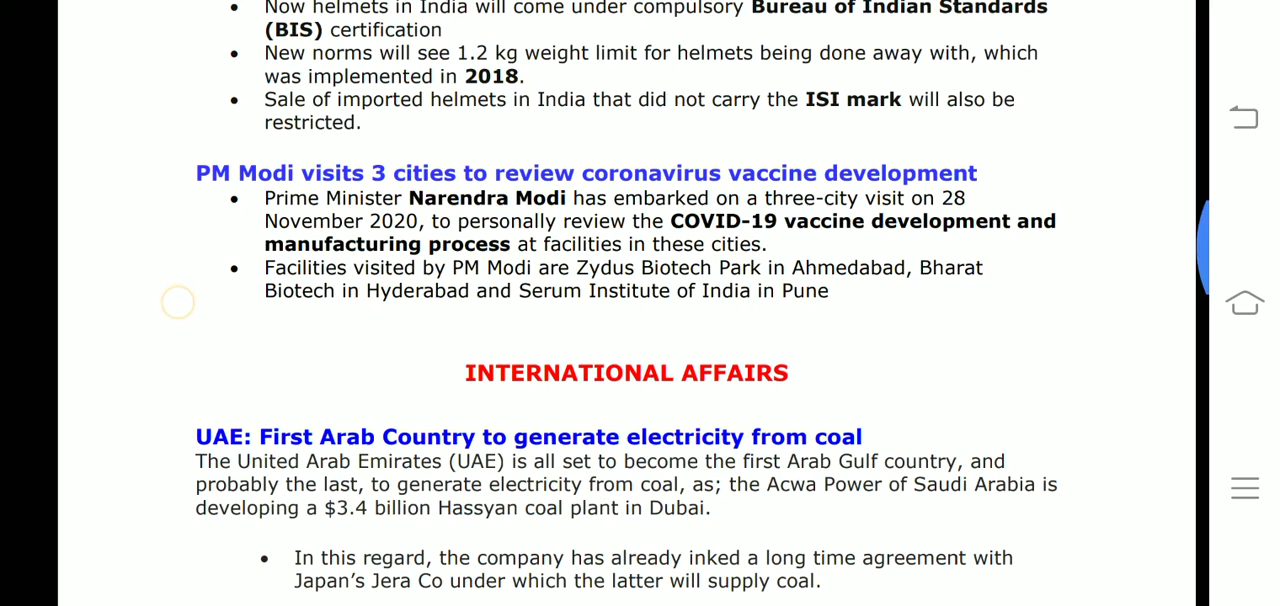 • Now helmets in India will come under compulsory Bureau of Indian Standards
(BIS) certification
• New norms will see 1.2 kg weight limit for helmets being done away with, which
was implemented in 2018.
• Sale of imported helmets in India that did not carry the ISI mark will also be
restricted.
PM Modi visits 3 cities to review coronavirus vaccine development
• Prime Minister Narendra Modi has embarked on a three-city visit on 28
November 2020, to personally review the COVID-19 vaccine development and
manufacturing process at facilities in these cities.
• Facilities visited by PM Modi are Zydus Biotech Park in Ahmedabad, Bharat
Biotech in Hyderabad and Serum Institute of India in Pune
INTERNATIONAL AFFAIRS
UAE: First Arab Country to generate electricity from coal
The United Arab Emirates (UAE) is all set to become the first Arab Gulf country, and
probably the last, to generate electricity from coal, as; the Acwa Power of Saudi Arabia is
developing a $3.4 billion Hassyan coal plant in Dubai.
• In this regard, the company has already inked a long time agreement with
Japan's Jera Co under which the latter will supply coal.